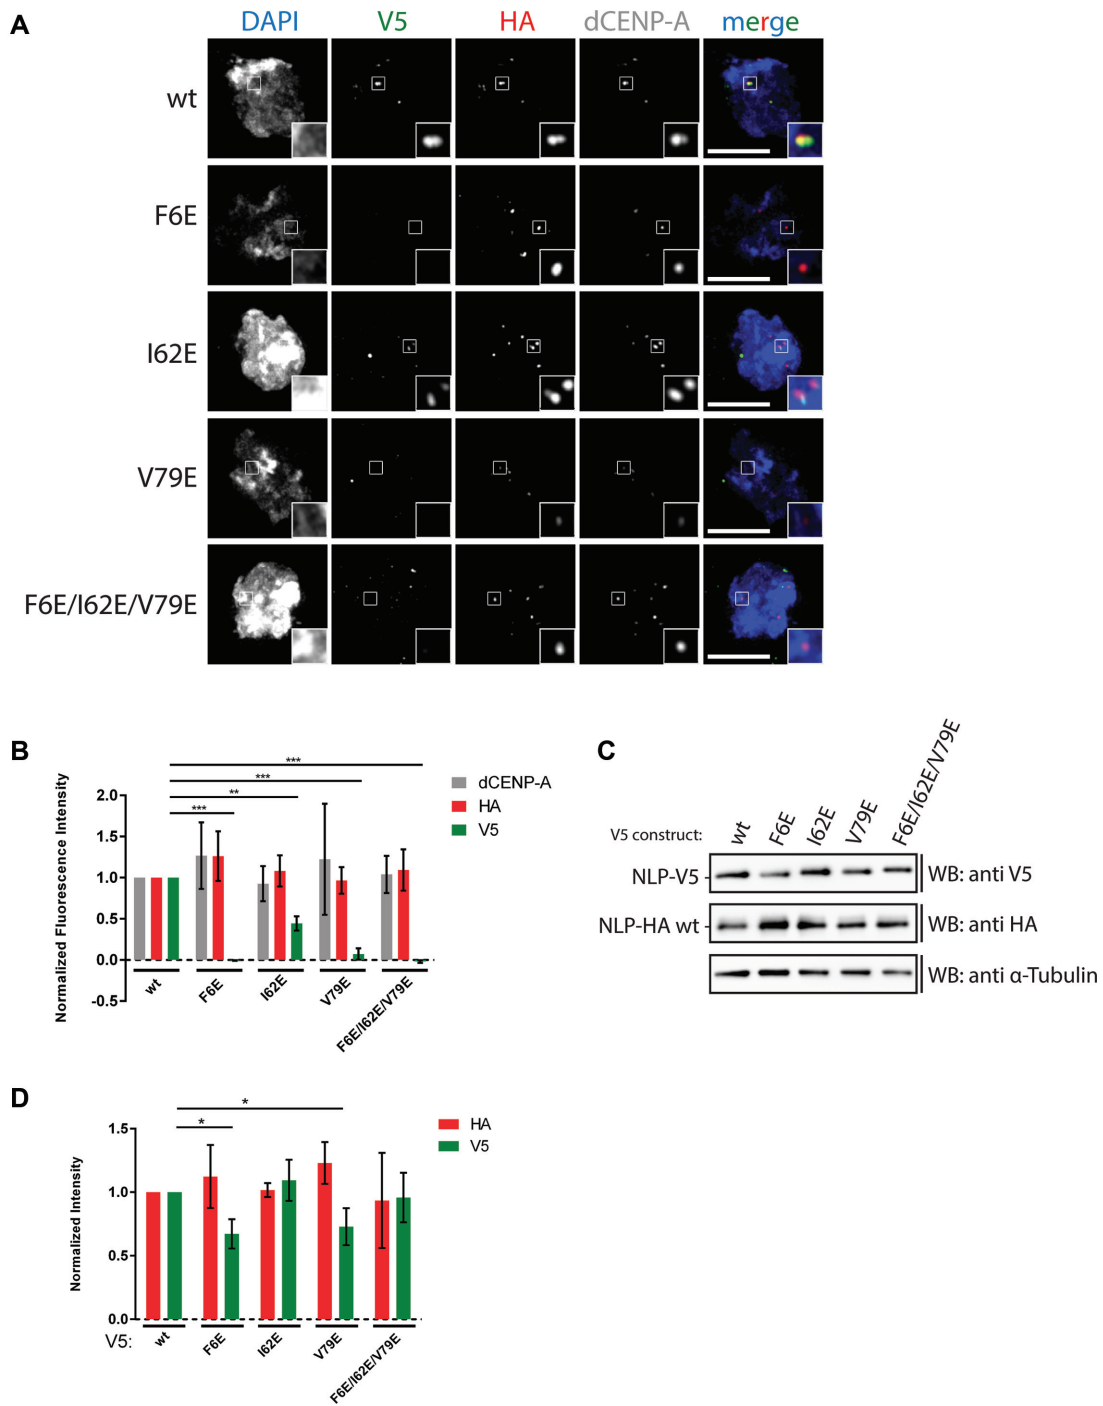 A
DAPI V5 HA dCENP-A merge
wt
F6E
I62E
V79E
F6E/I62E/V79E
B
Normalized Fluorescence Intensity
2.0
1.5
1.0
0.5
0.0
-0.5
***
***
**
***
dCENP-A
HA
V5
wt F6E I62E V79E F6E/I62E/V79E
C
V5 construct: wt F6E I62E V79E F6E/I62E/V79E
NLP-V5 - WB: anti V5
NLP-HA wt - WB: anti HA
WB: anti α-Tubulin
D
Normalized Intensity
1.5
1.0
0.5
0.0
*
*
HA
V5
V5: wt F6E I62E V79E F6E/I62E/V79E